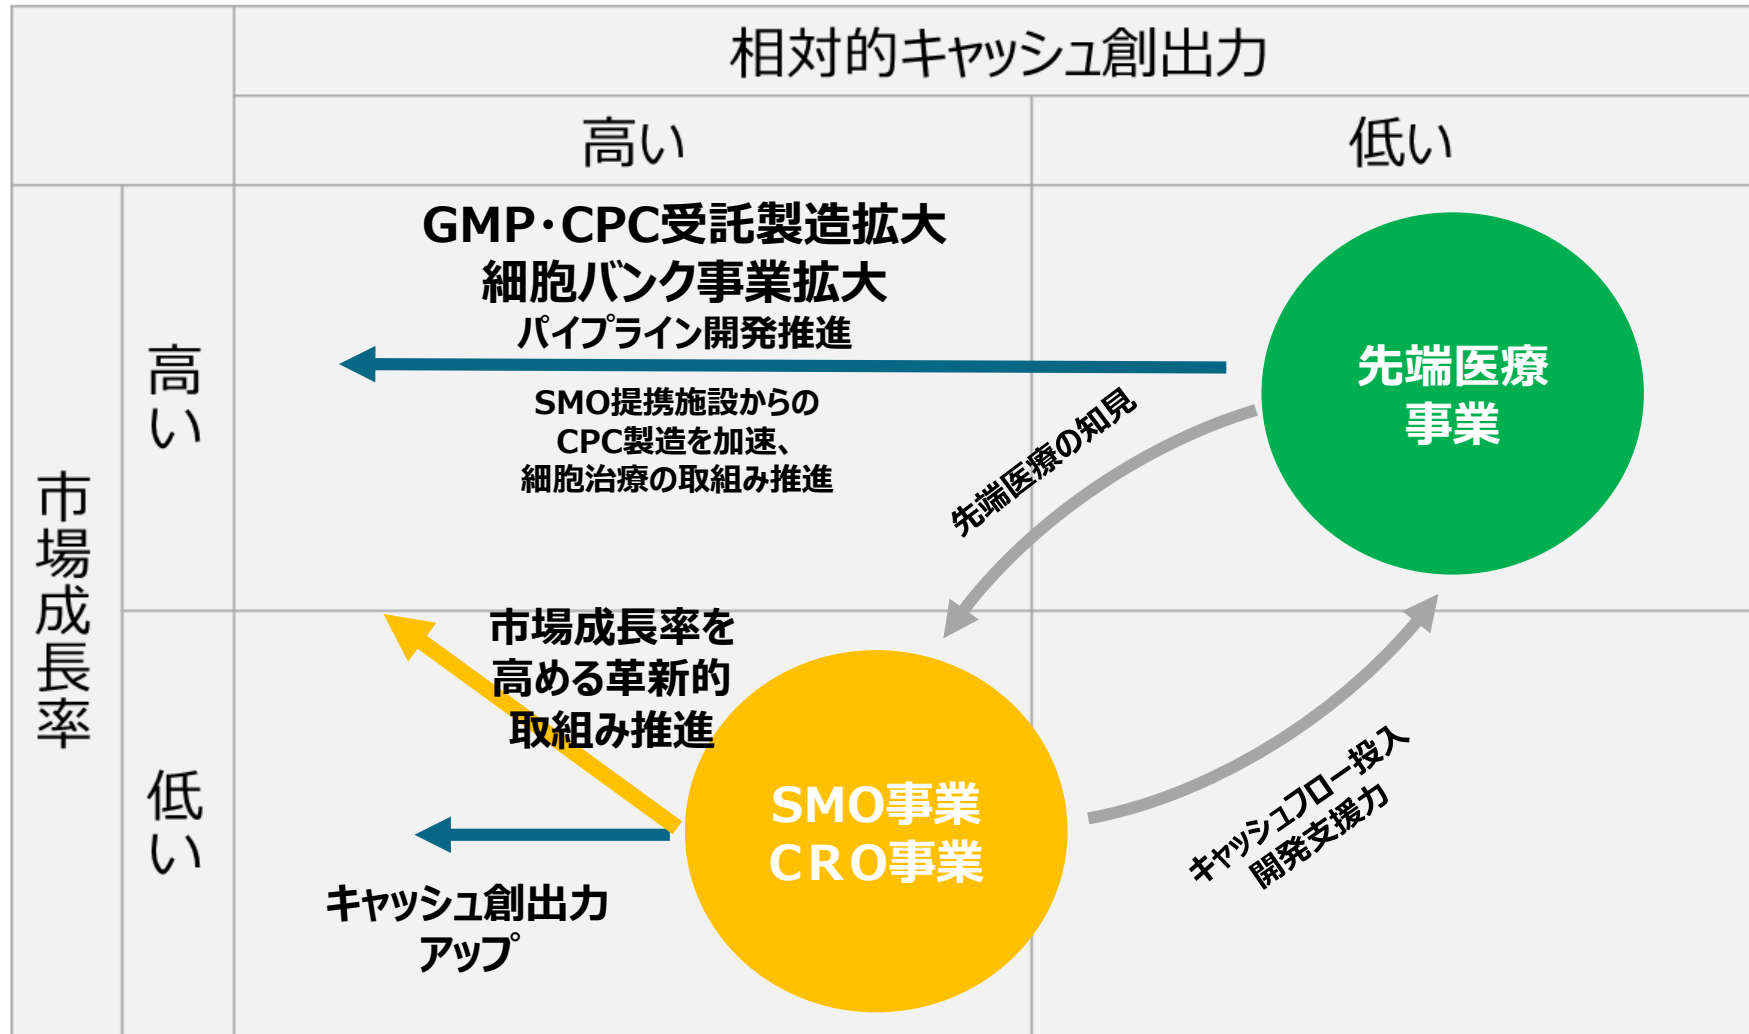 相対的キャッシュ創出力
高い
低い
市場成長率
高い
低い
GMP・CPC受託製造拡大
細胞バンク事業拡大
パイプライン開発推進
SMO提携施設からの
CPC製造を加速、
細胞治療の取組み推進
先端医療
事業
先端医療の知見
市場成長率を
高める革新的
取組み推進
SMO事業
ＣＲＯ事業
キャッシュフロー投入
開発支援力
キャッシュ創出力
アップ